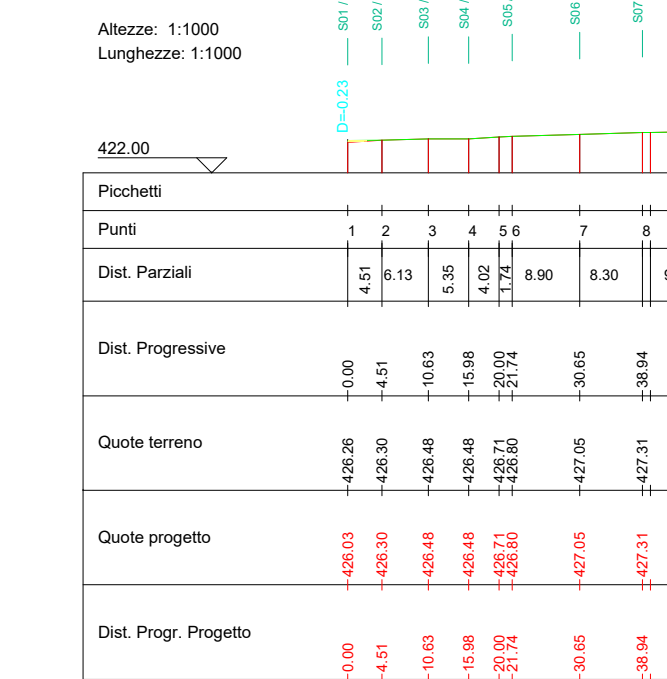 Altezze: 1:1000
Lunghezze: 1:1000
S01 /
S02 /
S03 /
S04 /
S05 /
S06
S07
D=-0.23
422.00
Picchetti
Punti 1 2 3 4 5 6 7 8
Dist. Parziali 4.51 6.13 5.35 4.02 1.74 8.90 8.30
Dist. Progressive 0.00 4.51 10.63 15.98 20.00 21.74 30.65 38.94
Quote terreno 426.26 426.30 426.48 426.48 426.71 426.80 427.05 427.31
Quote progetto 426.03 426.30 426.48 426.48 426.71 426.80 427.05 427.31
Dist. Progr. Progetto 0.00 4.51 10.63 15.98 20.00 21.74 30.65 38.94